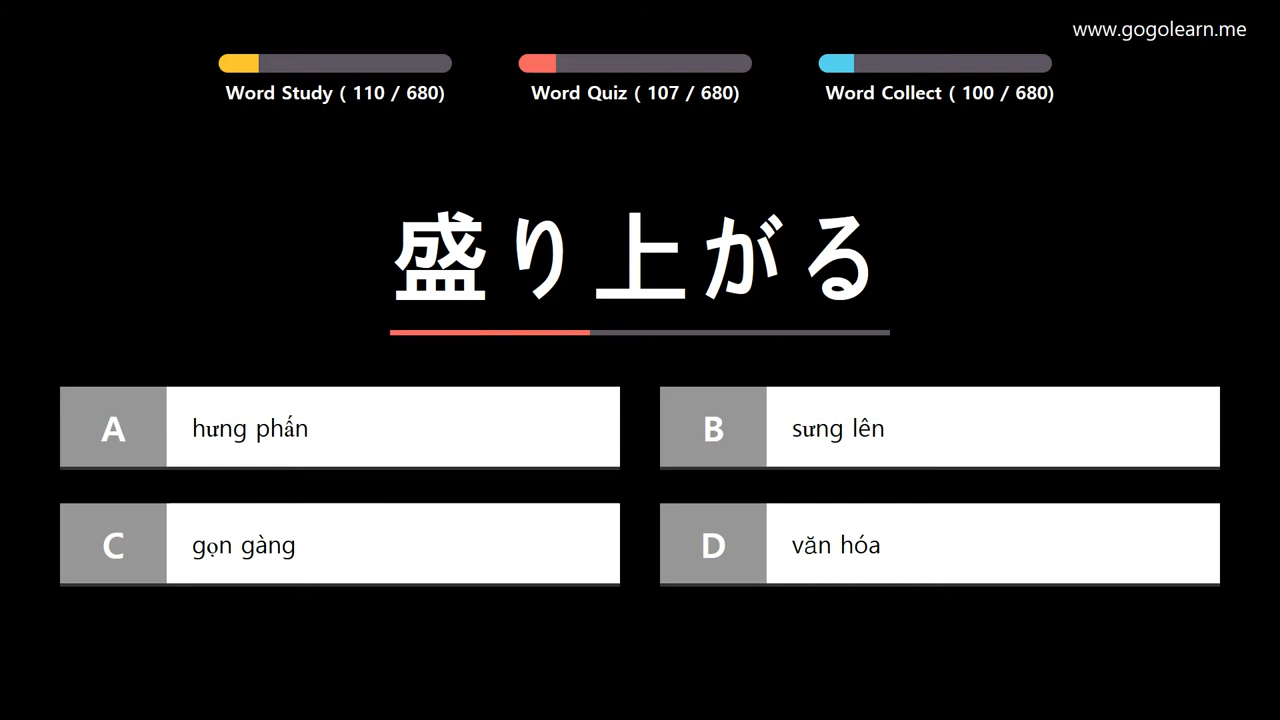 www.gogolearn.me
Word Study ( 110 / 680)
Word Quiz ( 107 / 680)
Word Collect ( 100 / 680)
盛り上がる
A hưng phấn
B sưng lên
C gọn gàng
D văn hóa